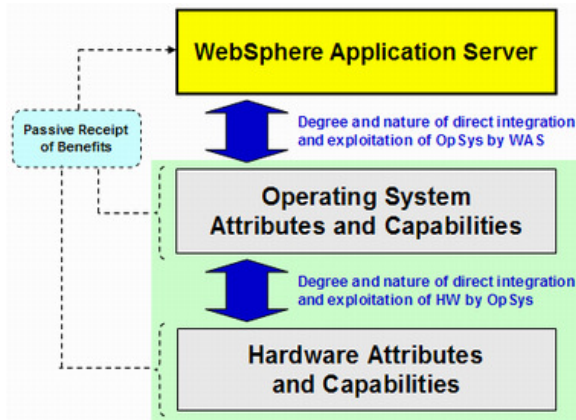 WebSphere Application Server
Passive Receipt
of Benefits
Degree and nature of direct integration
and exploitation of OpSys by WAS
Operating System
Attributes and Capabilities
Degree and nature of direct integration
and exploitation of HW by OpSys
Hardware Attributes
and Capabilities